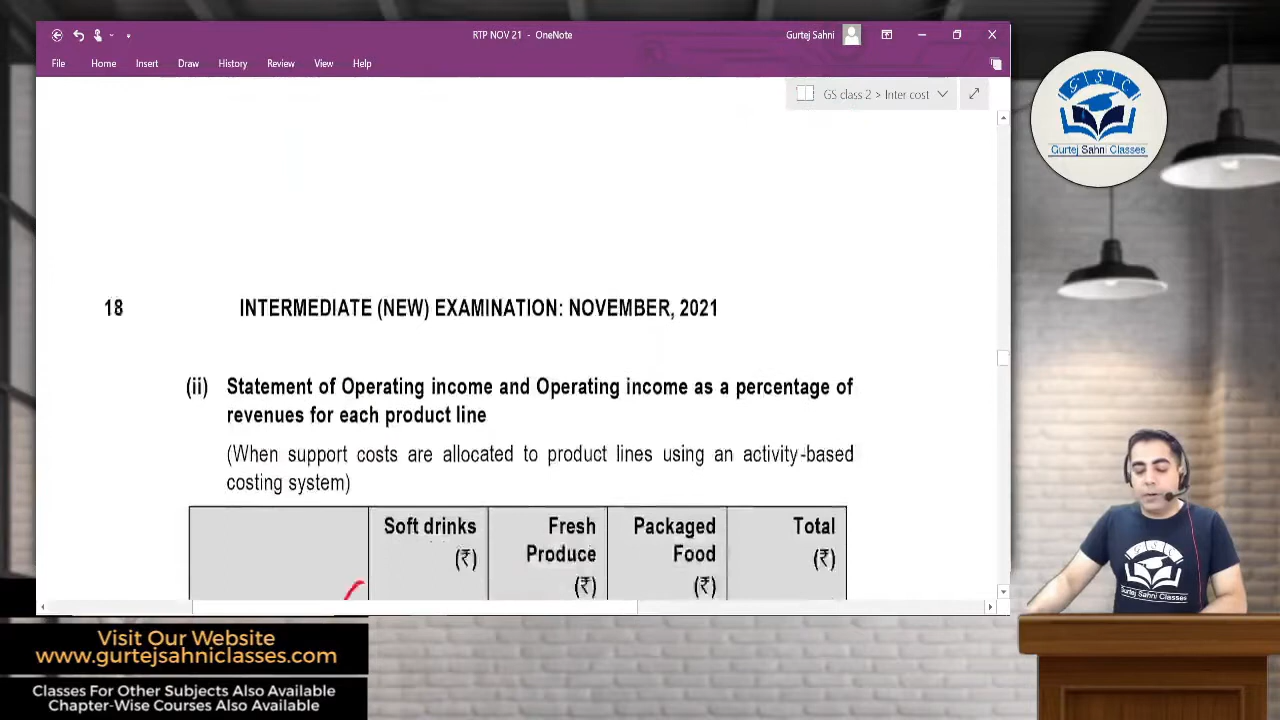 RTP NOV 21 - OneNote
Gurtej Sahni
File Home Insert Draw History Review View Help
GS class 2 > Inter cost
GSC
Gurtej Sahni Classes
18 INTERMEDIATE (NEW) EXAMINATION: NOVEMBER, 2021
(ii) Statement of Operating income and Operating income as a percentage of
revenues for each product line
(When support costs are allocated to product lines using an activity-based
costing system)
Soft drinks Fresh Packaged Total
(₹) Produce Food (₹)
(₹) (₹)
Gurtej Sahni Classes
Visit Our Website
www.gurtejsahniclasses.com
Classes For Other Subjects Also Available
Chapter-Wise Courses Also Available